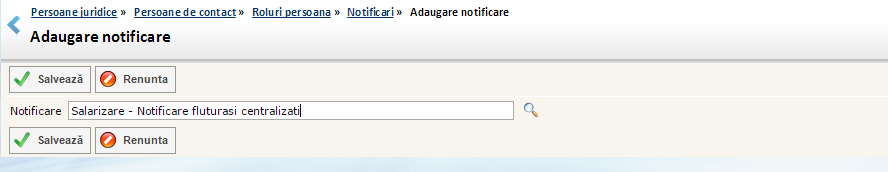 Persoane juridice » Persoane de contact » Roluri persoana » Notificari » Adaugare notificare
Adaugare notificare
Salvează Renunta
Notificare Salarizare - Notificare fluturasi centralizati
Salvează Renunta